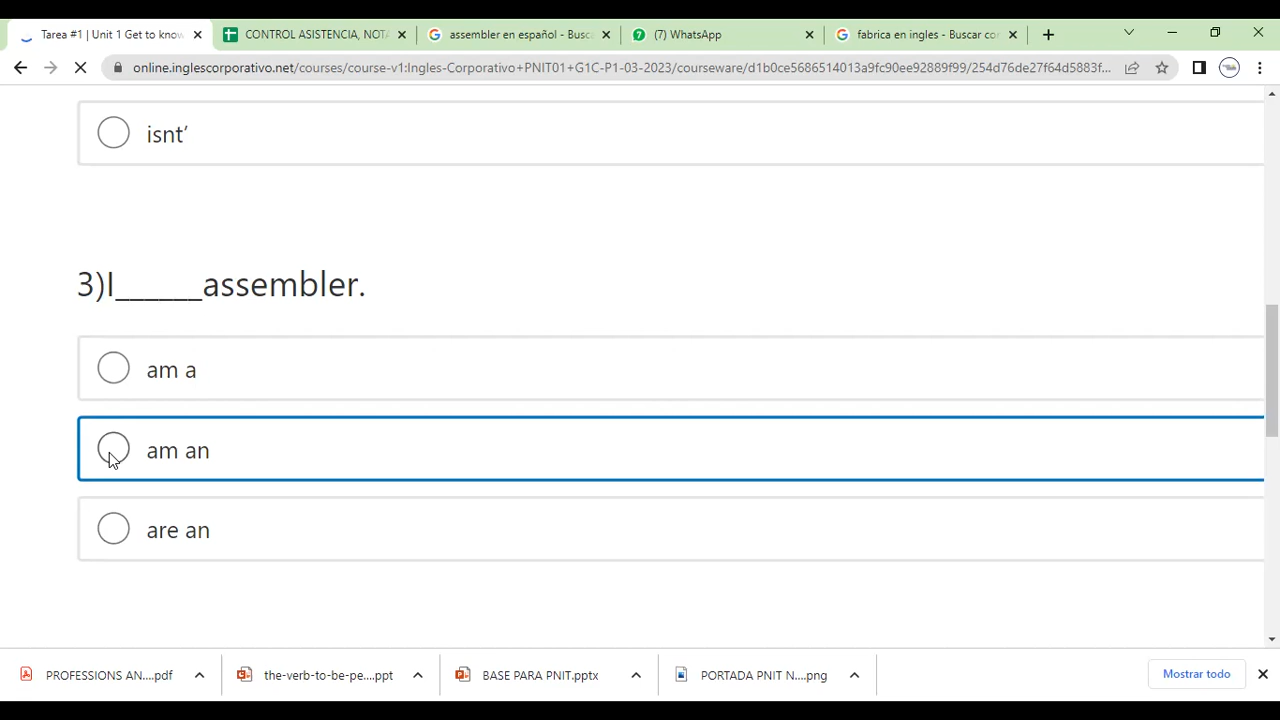 Tarea #1 | Unit 1 Get to know
CONTROL ASISTENCIA, NOTA
assembler en español - Busc
(7) WhatsApp
fabrica en ingles - Buscar co
online.inglescorporativo.net/courses/course-v1:Ingles-Corporativo+PNIT01+G1C-P1-03-2023/courseware/d1b0ce5686514013a9fc90ee92889f99/254d76de27f64d5883f...
isnt’
3)I______assembler.
am a
am an
are an
PROFESSIONS AN....pdf
the-verb-to-be-pe....ppt
BASE PARA PNIT.pptx
PORTADA PNIT N....png
Mostrar todo